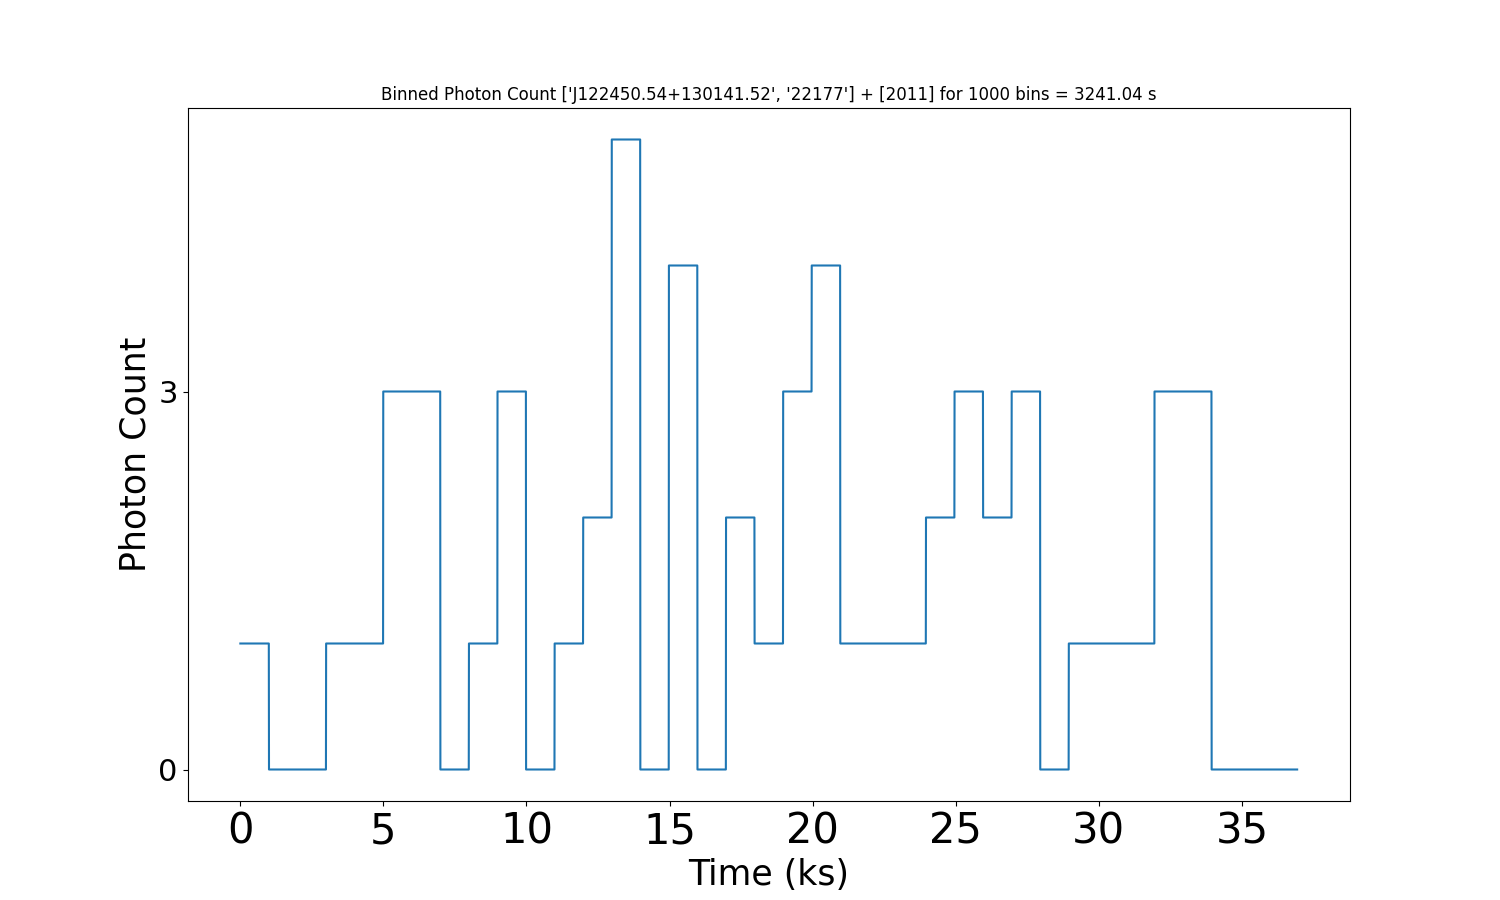 Binned Photon Count ['J122450.54+130141.52', '22177'] + [2011] for 1000 bins = 3241.04 s
Photon Count
3
0
0 5 10 15 20 25 30 35
Time (ks)